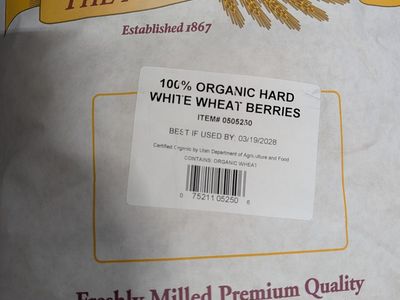 THE
Established 1867
100% ORGANIC HARD
WHITE WHEAT BERRIES
ITEM# 0505250
BEST IF USED BY: 03/19/2028
Certified Organic by Utah Department of Agriculture and Food
CONTAINS: ORGANIC WHEAT
0 75211 05250 6
Freshly Milled Premium Quality